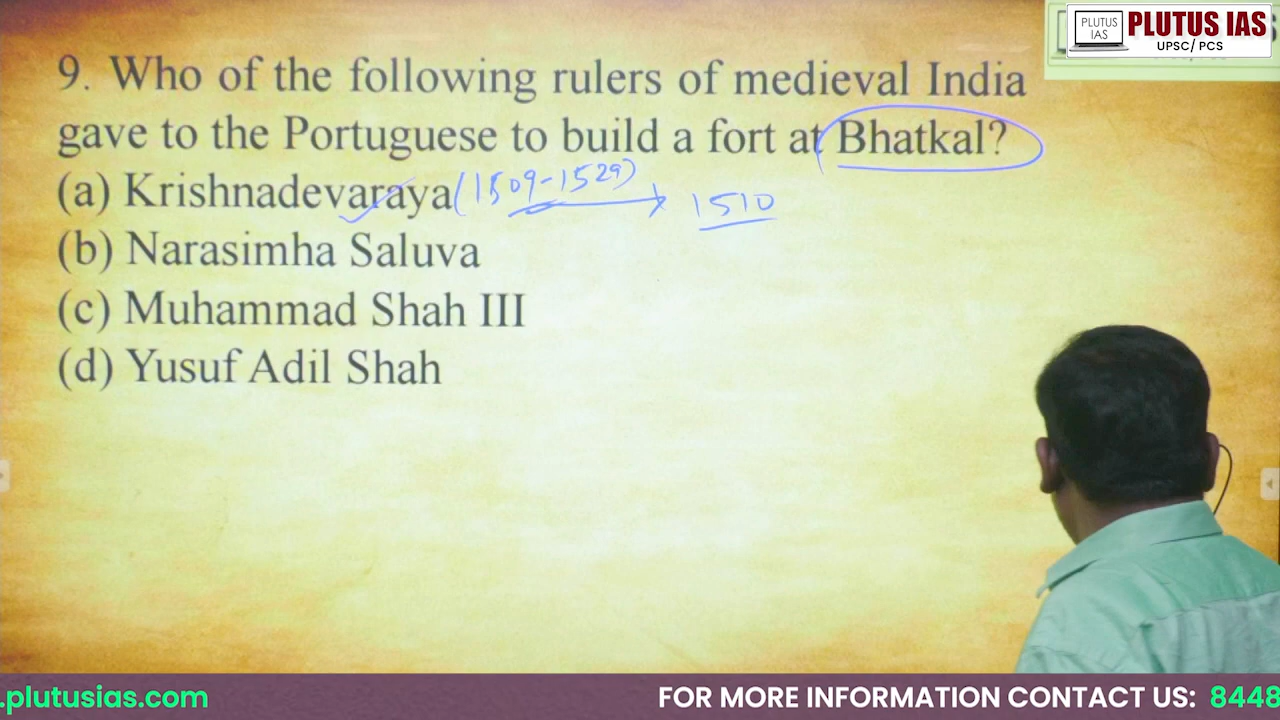 PLUTUS IAS
PLUTUS IAS
UPSC/ PCS
9. Who of the following rulers of medieval India
gave to the Portuguese to build a fort at Bhatkal?
(a) Krishnadevaraya (1509-1529) → 1510
(b) Narasimha Saluva
(c) Muhammad Shah III
(d) Yusuf Adil Shah
.plutusias.com FOR MORE INFORMATION CONTACT US: 8448